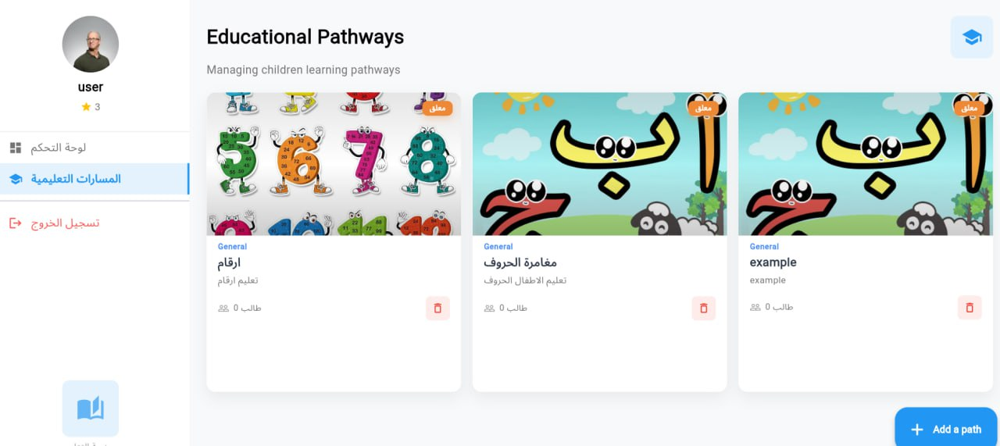 user
3
لوحة التحكم
المسارات التعليمية
تسجيل الخروج
Educational Pathways
Managing children learning pathways
معلق
General
ارقام
تعليم ارقام
0 طالب
معلق
أ ب ج
General
مغامرة الحروف
تعليم الاطفال الحروف
0 طالب
معلق
أ ب ج
General
example
example
0 طالب
Add a path